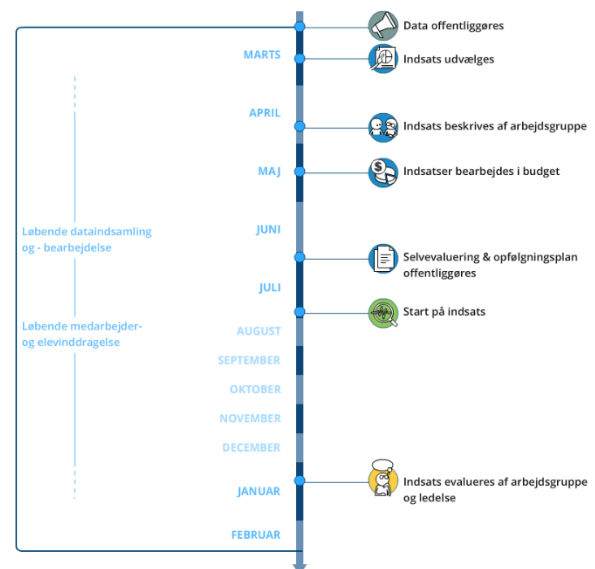 Data offentliggøres
MARTS
Indsats udvælges
APRIL
Indsats beskrives af arbejdsgruppe
MAJ
Indsatser bearbejdes i budget
JUNI
Løbende dataindsamling
og - bearbejdelse
Selvevaluering & opfølgningsplan
offentliggøres
JULI
Start på indsats
Løbende medarbejder-
og elevinddragelse
AUGUST
SEPTEMBER
OKTOBER
NOVEMBER
DECEMBER
JANUAR
Indsats evalueres af arbejdsgruppe
og ledelse
FEBRUAR